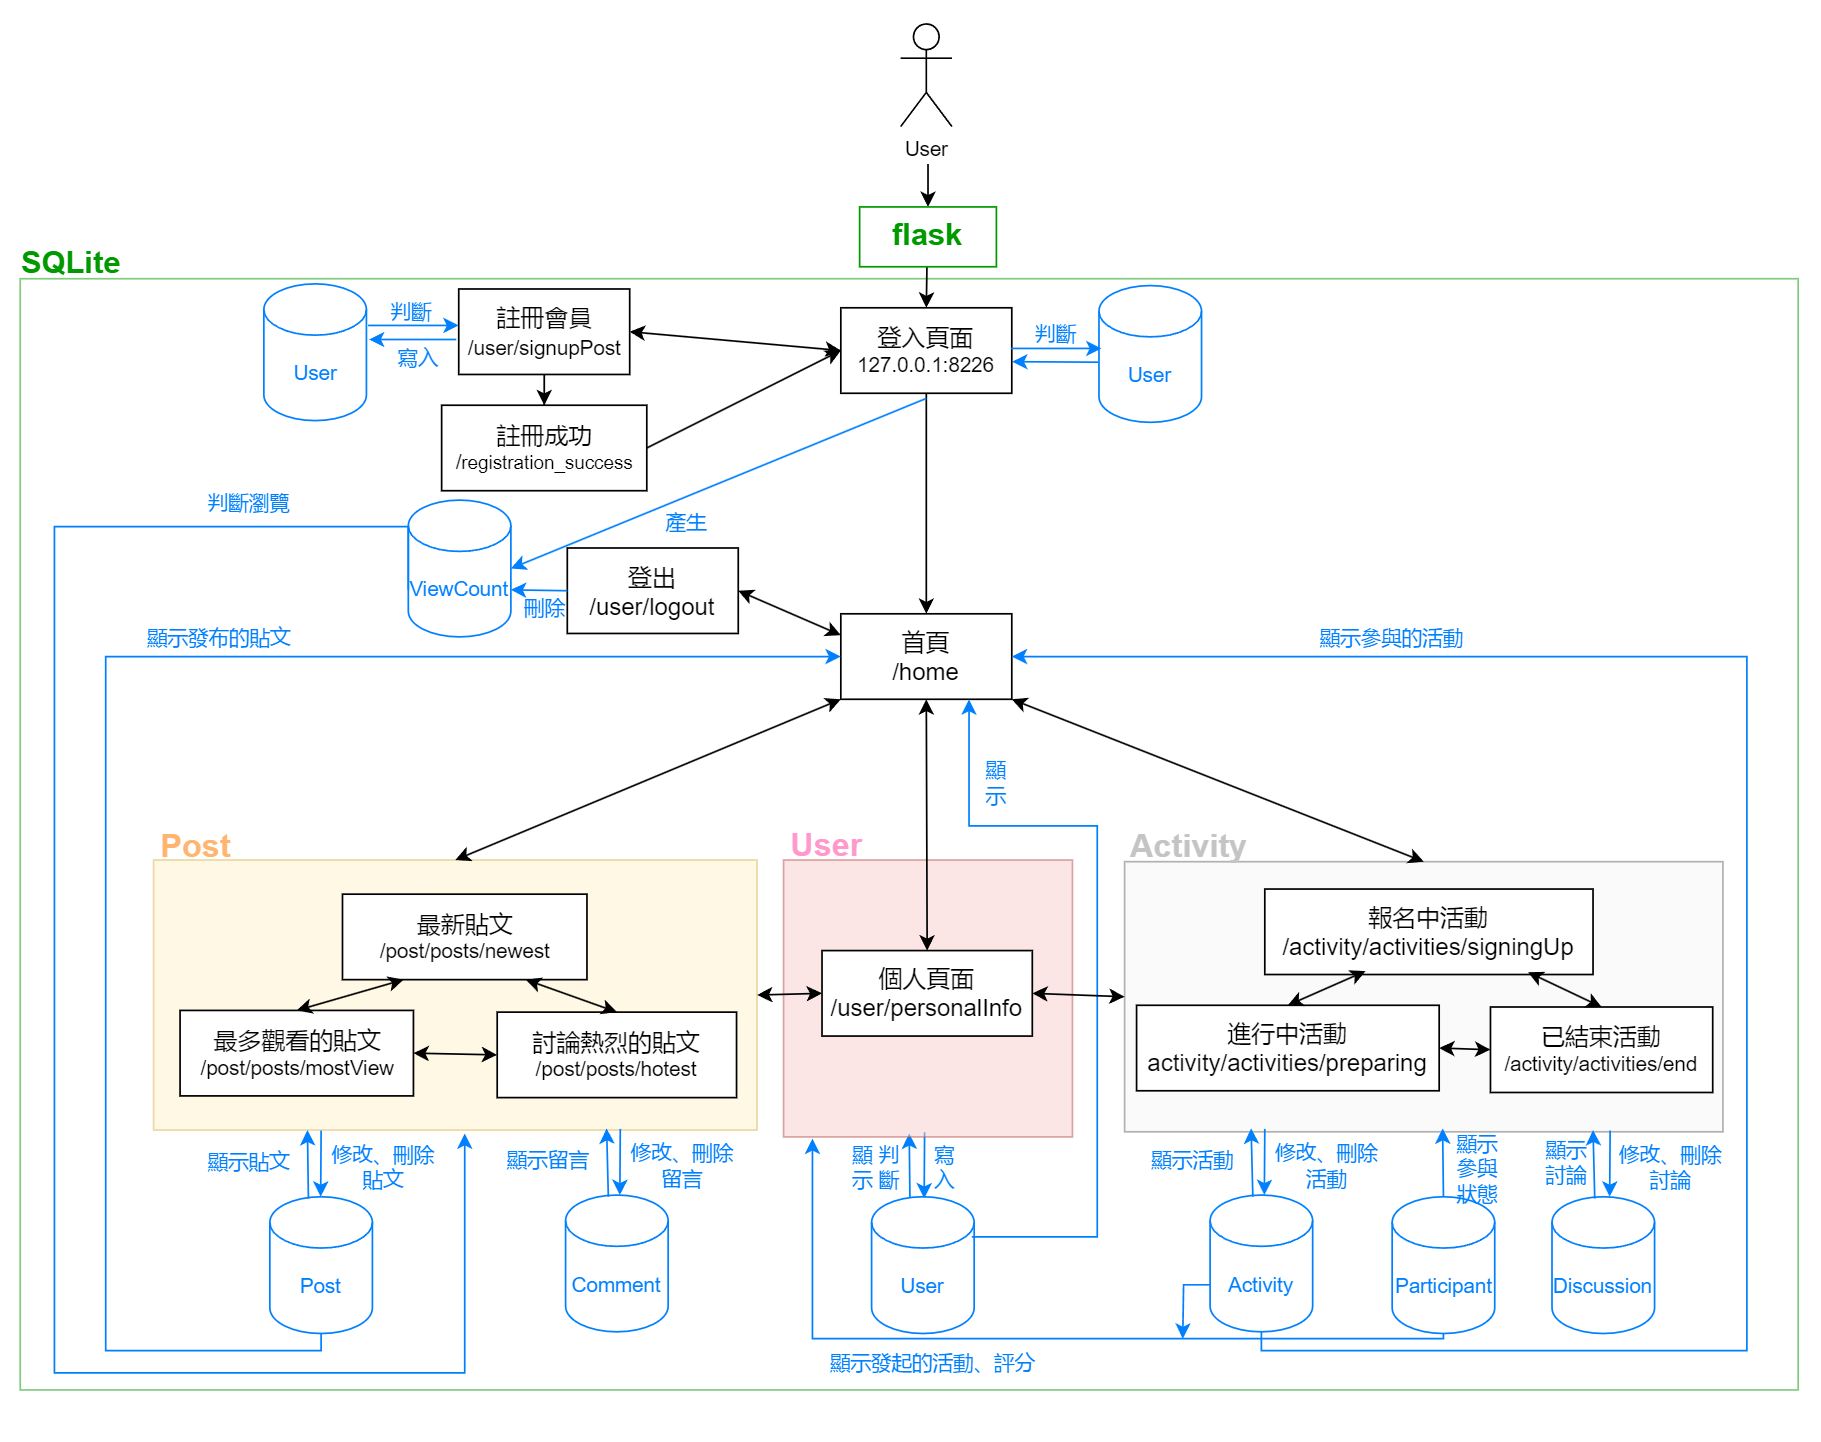 User
flask
SQLite
User
判斷
寫入
註冊會員
/user/signupPost
登入頁面
127.0.0.1:8226
判斷
User
註冊成功
/registration_success
判斷瀏覽
產生
ViewCount
刪除
登出
/user/logout
顯示發布的貼文
首頁
/home
顯示參與的活動
顯
示
Post
User
Activity
最新貼文
/post/posts/newest
最多觀看的貼文
/post/posts/mostView
討論熱烈的貼文
/post/posts/hotest
個人頁面
/user/personalInfo
報名中活動
/activity/activities/signingUp
進行中活動
activity/activities/preparing
已結束活動
/activity/activities/end
顯示貼文
修改、刪除
貼文
顯示留言
修改、刪除
留言
顯 判
示 斷
寫
入
顯示活動
修改、刪除
活動
顯示
參與
狀態
顯示
討論
修改、刪除
討論
Post
Comment
User
Activity
Participant
Discussion
顯示發起的活動、評分